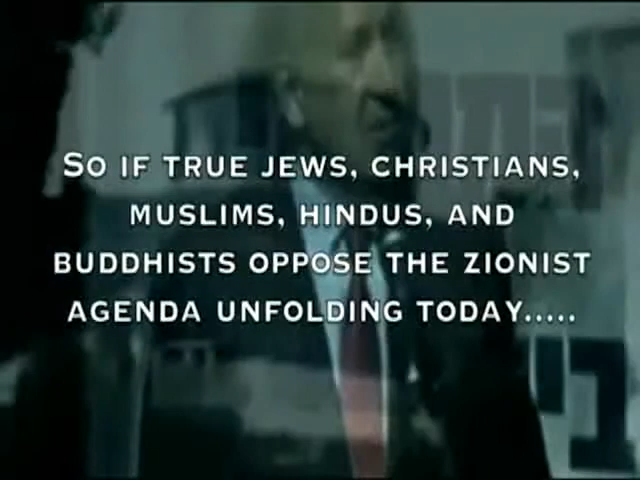 SO IF TRUE JEWS, CHRISTIANS,
MUSLIMS, HINDUS, AND
BUDDHISTS OPPOSE THE ZIONIST
AGENDA UNFOLDING TODAY.....